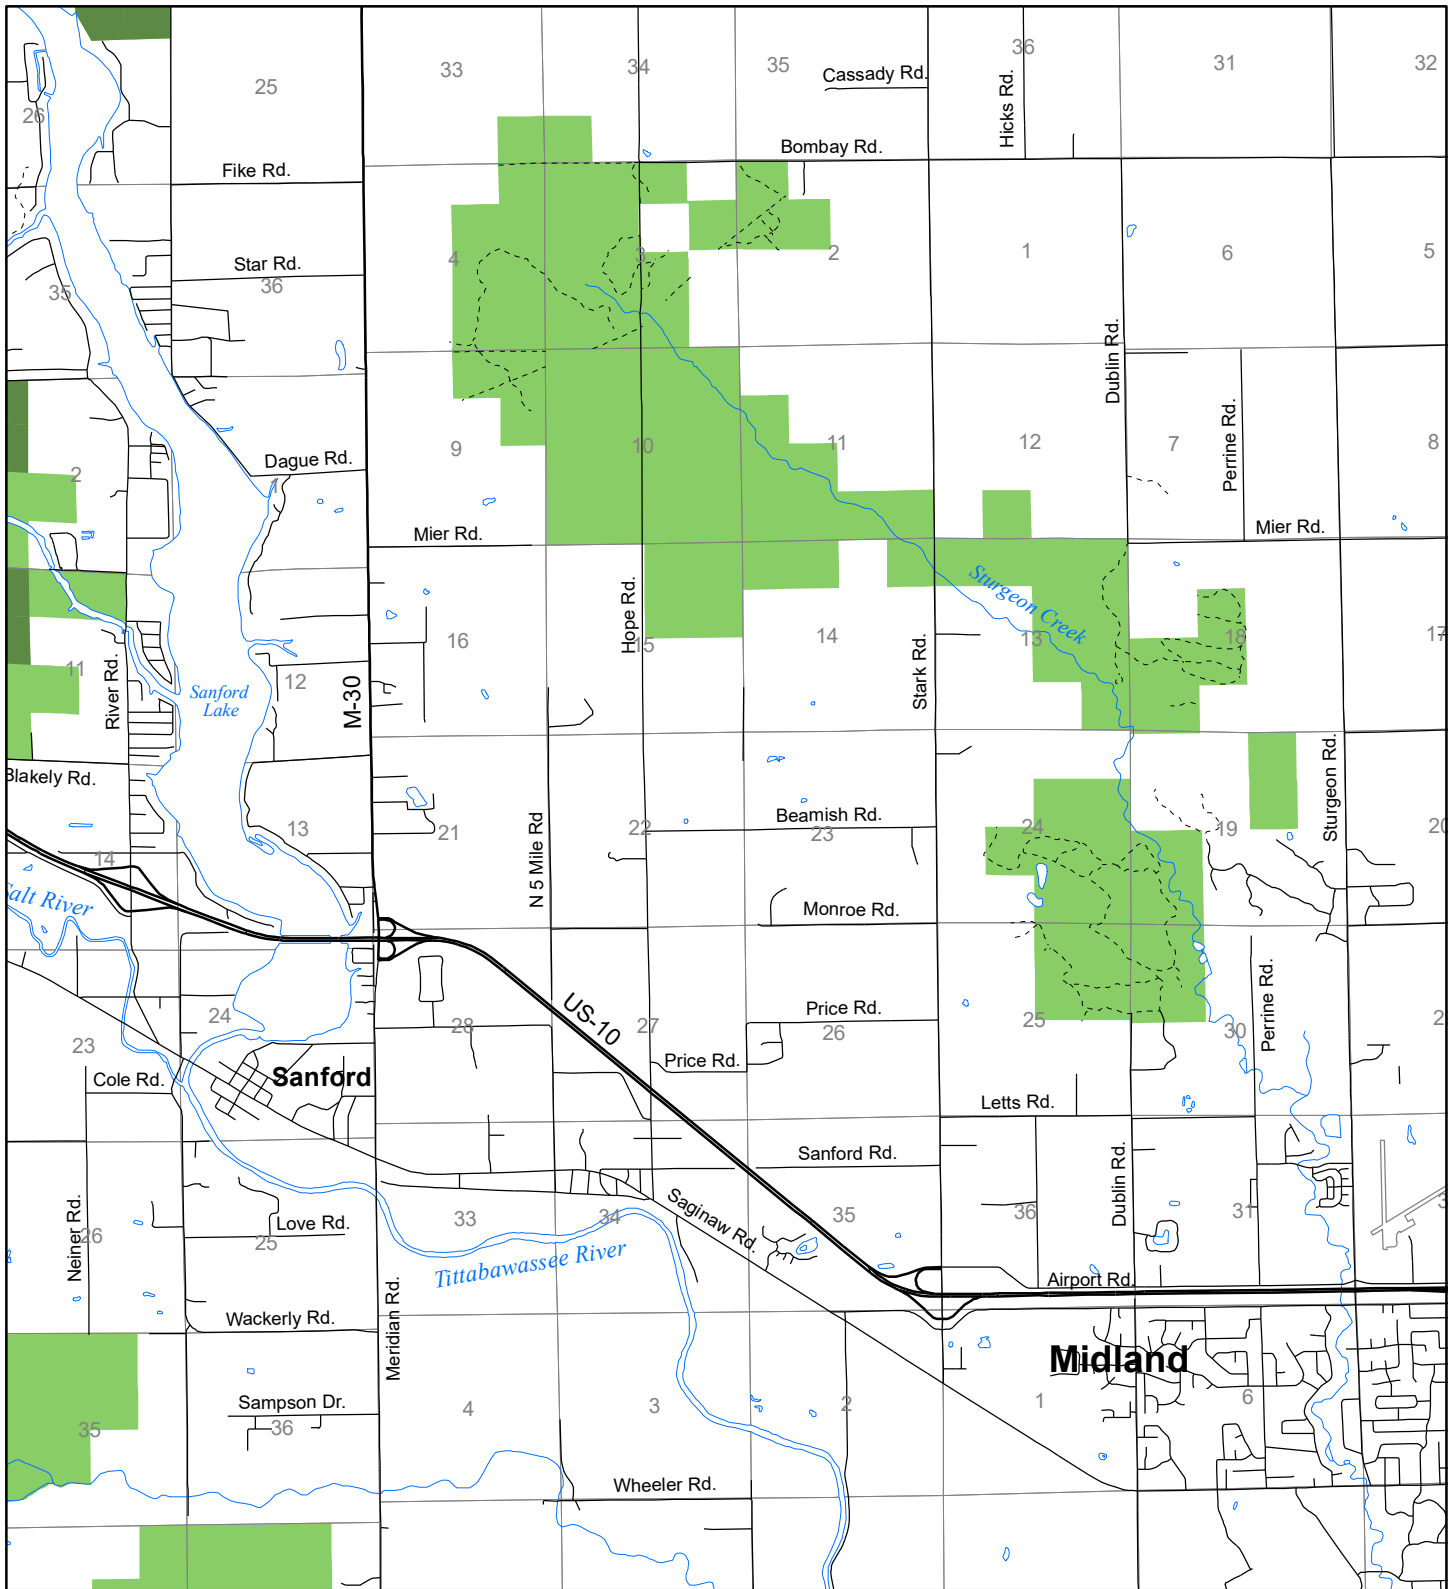 36
33
34
35
31
32
Cassady Rd.
25
Hicks Rd.
26
Bombay Rd.
Fike Rd.
4
3
2
1
6
5
Star Rd.
36
35
Dublin Rd.
Perrine Rd.
9
10
11
12
7
8
Dague Rd.
2
1
Mier Rd.
Mier Rd.
Sturgeon Creek
Hope Rd.
16
15
14
13
18
17
Stark Rd.
11
River Rd.
12
M-30
Sanford
Lake
Blakely Rd.
Sturgeon Rd.
13
21
22
Beamish Rd.
23
24
19
20
14
N 5 Mile Rd
Salt River
Monroe Rd.
Perrine Rd.
US-10
Price Rd.
24
28
27
26
25
30
23
Price Rd.
Cole Rd.
Sanford
Letts Rd.
Sanford Rd.
Dublin Rd.
Neiner Rd.
Saginaw Rd.
Love Rd.
26
25
33
34
35
36
31
Tittabawassee River
Airport Rd.
Meridian Rd.
Wackerly Rd.
Midland
Sampson Dr.
35
36
4
3
2
1
6
Wheeler Rd.